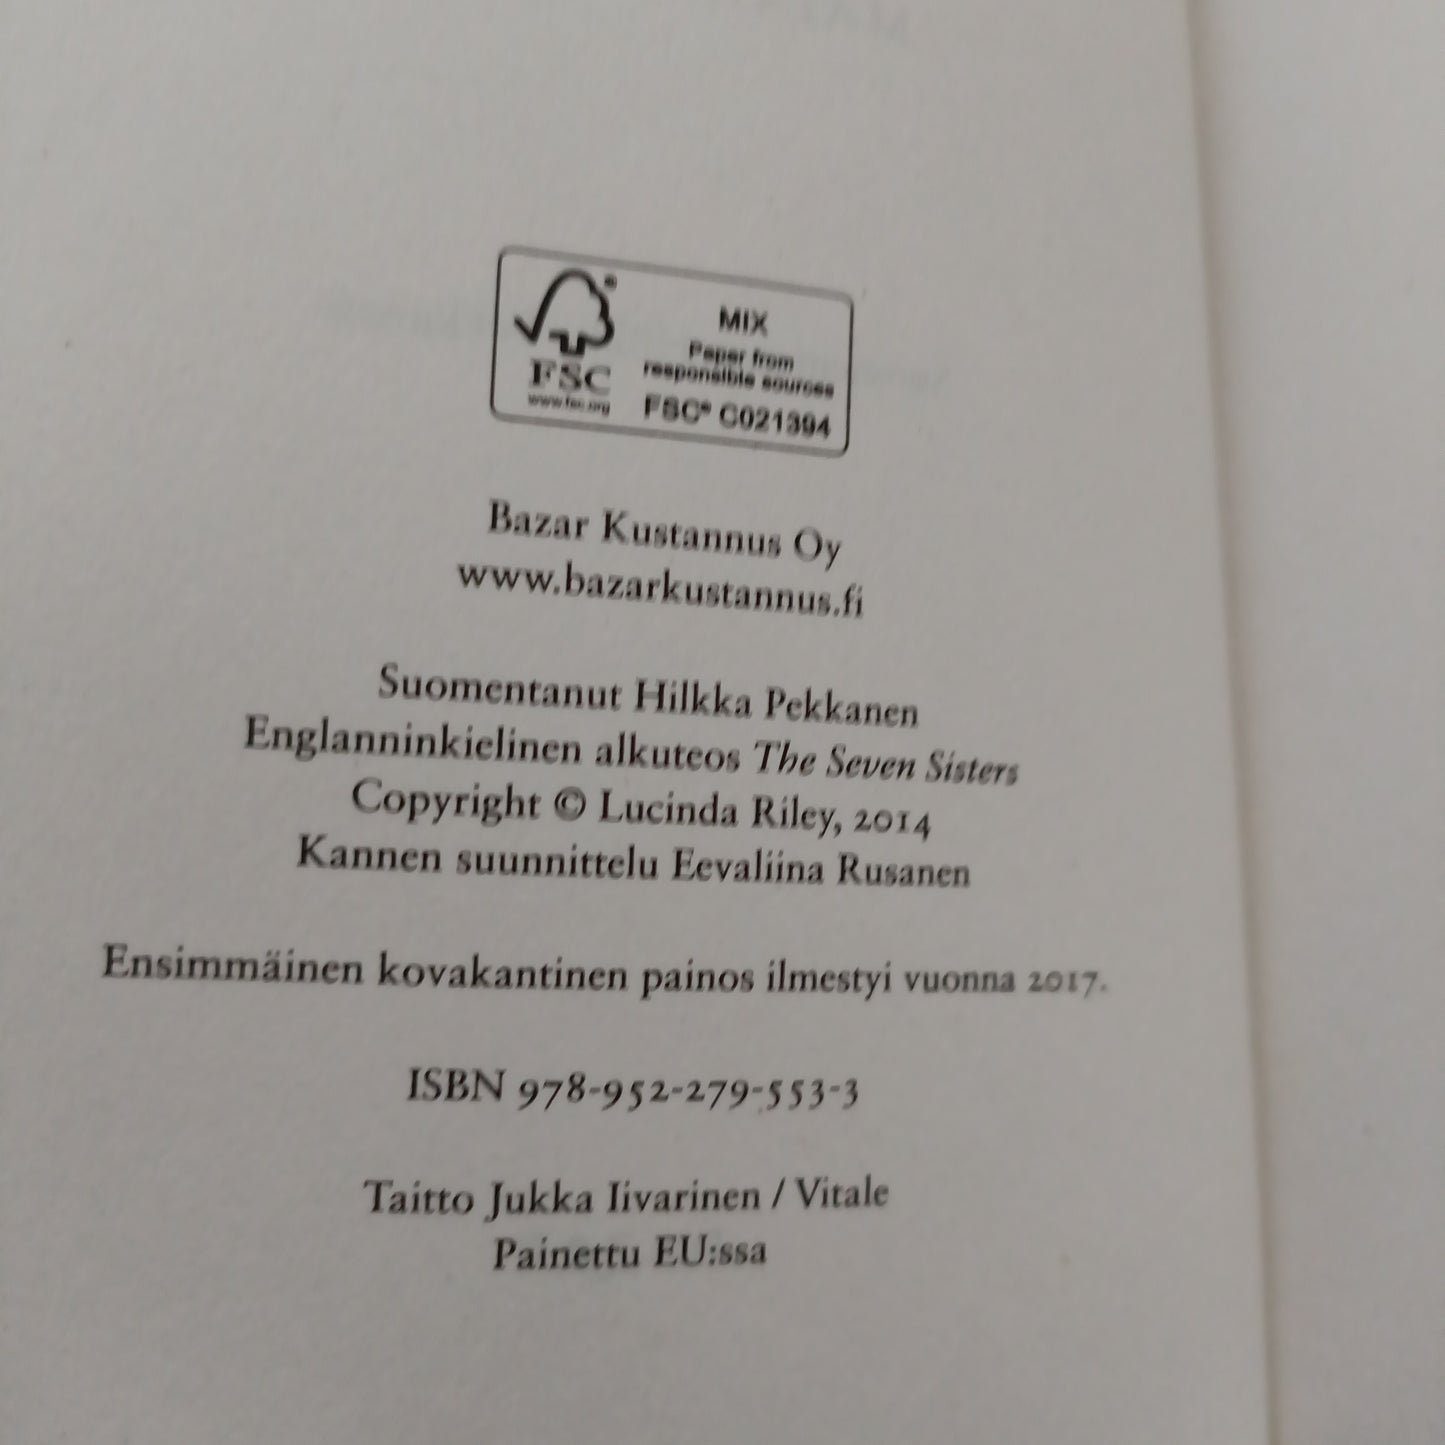 FSC
www.fsc.org
MIX
Paper from
responsible sources
FSC® C021394
Bazar Kustannus Oy
www.bazarkustannus.fi
Suomentanut Hilkka Pekkanen
Englanninkielinen alkuteos The Seven Sisters
Copyright © Lucinda Riley, 2014
Kannen suunnittelu Eevaliina Rusanen
Ensimmäinen kovakantinen painos ilmestyi vuonna 2017.
ISBN 978-952-279-553-3
Taitto Jukka Iivarinen / Vitale
Painettu EU:ssa